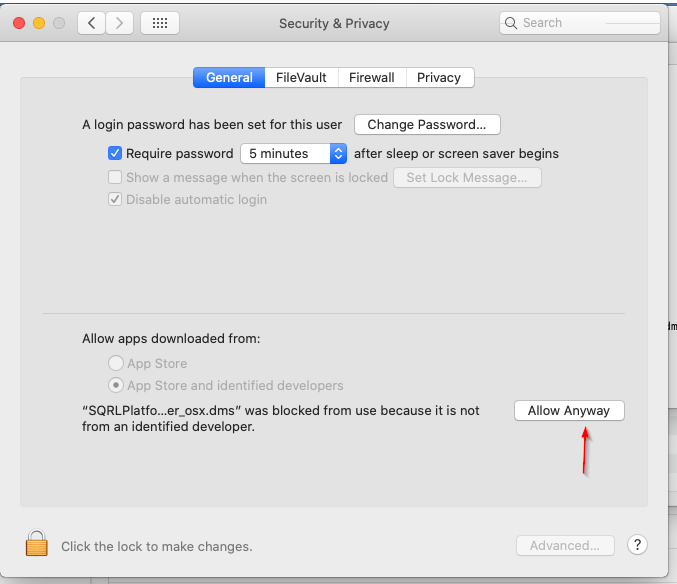 Security & Privacy
Search
General
FileVault
Firewall
Privacy
A login password has been set for this user
Change Password...
Require password
5 minutes
after sleep or screen saver begins
Show a message when the screen is locked
Set Lock Message...
Disable automatic login
Allow apps downloaded from:
App Store
App Store and identified developers
“SQRLPlatfo...er_osx.dms” was blocked from use because it is not
from an identified developer.
Allow Anyway
Click the lock to make changes.
Advanced...
?